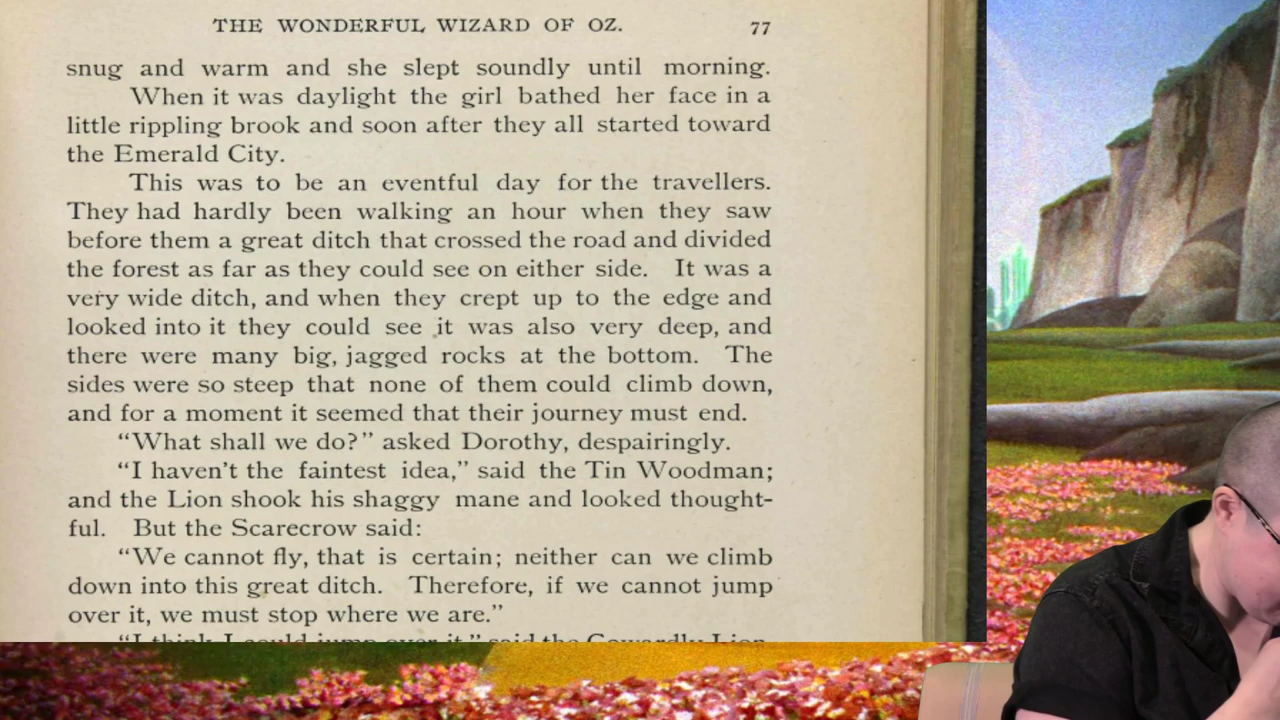 THE WONDERFUL WIZARD OF OZ. 77
snug and warm and she slept soundly until morning.
When it was daylight the girl bathed her face in a
little rippling brook and soon after they all started toward
the Emerald City.
This was to be an eventful day for the travellers.
They had hardly been walking an hour when they saw
before them a great ditch that crossed the road and divided
the forest as far as they could see on either side. It was a
very wide ditch, and when they crept up to the edge and
looked into it they could see it was also very deep, and
there were many big, jagged rocks at the bottom. The
sides were so steep that none of them could climb down,
and for a moment it seemed that their journey must end.
“What shall we do?” asked Dorothy, despairingly.
“I haven’t the faintest idea,” said the Tin Woodman;
and the Lion shook his shaggy mane and looked thought-
ful. But the Scarecrow said:
“We cannot fly, that is certain; neither can we climb
down into this great ditch. Therefore, if we cannot jump
over it, we must stop where we are.”
“I think I could jump over it,” said the Cowardly Lion,